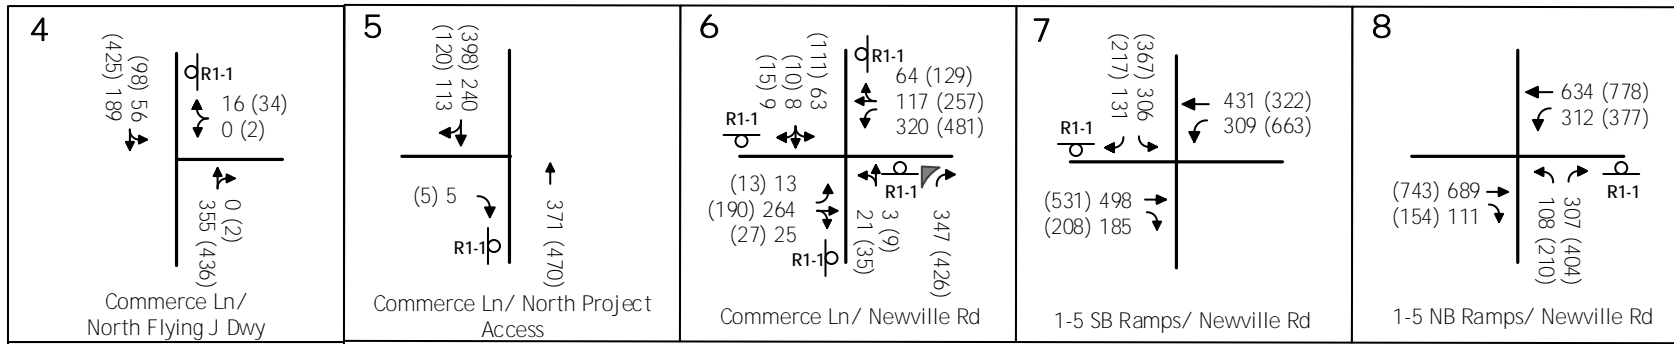 4
(425) 189
(98) 56
R1-1
16 (34)
0 (2)
355 (436)
0 (2)
Commerce Ln/
North Flying J Dwy
5
(120) 113
(398) 240
(5) 5
R1-1
371 (470)
Commerce Ln/ North Project
Access
6
R1-1
(15) 9
(10) 8
(111) 63
R1-1
64 (129)
117 (257)
320 (481)
(13) 13
(190) 264
(27) 25
R1-1
R1-1
21 (35)
3 (9)
347 (426)
Commerce Ln/ Newville Rd
7
R1-1
(217) 131
(367) 306
431 (322)
309 (663)
(531) 498
(208) 185
1-5 SB Ramps/ Newville Rd
8
634 (778)
312 (377)
(743) 689
(154) 111
108 (210)
307 (404)
R1-1
1-5 NB Ramps/ Newville Rd